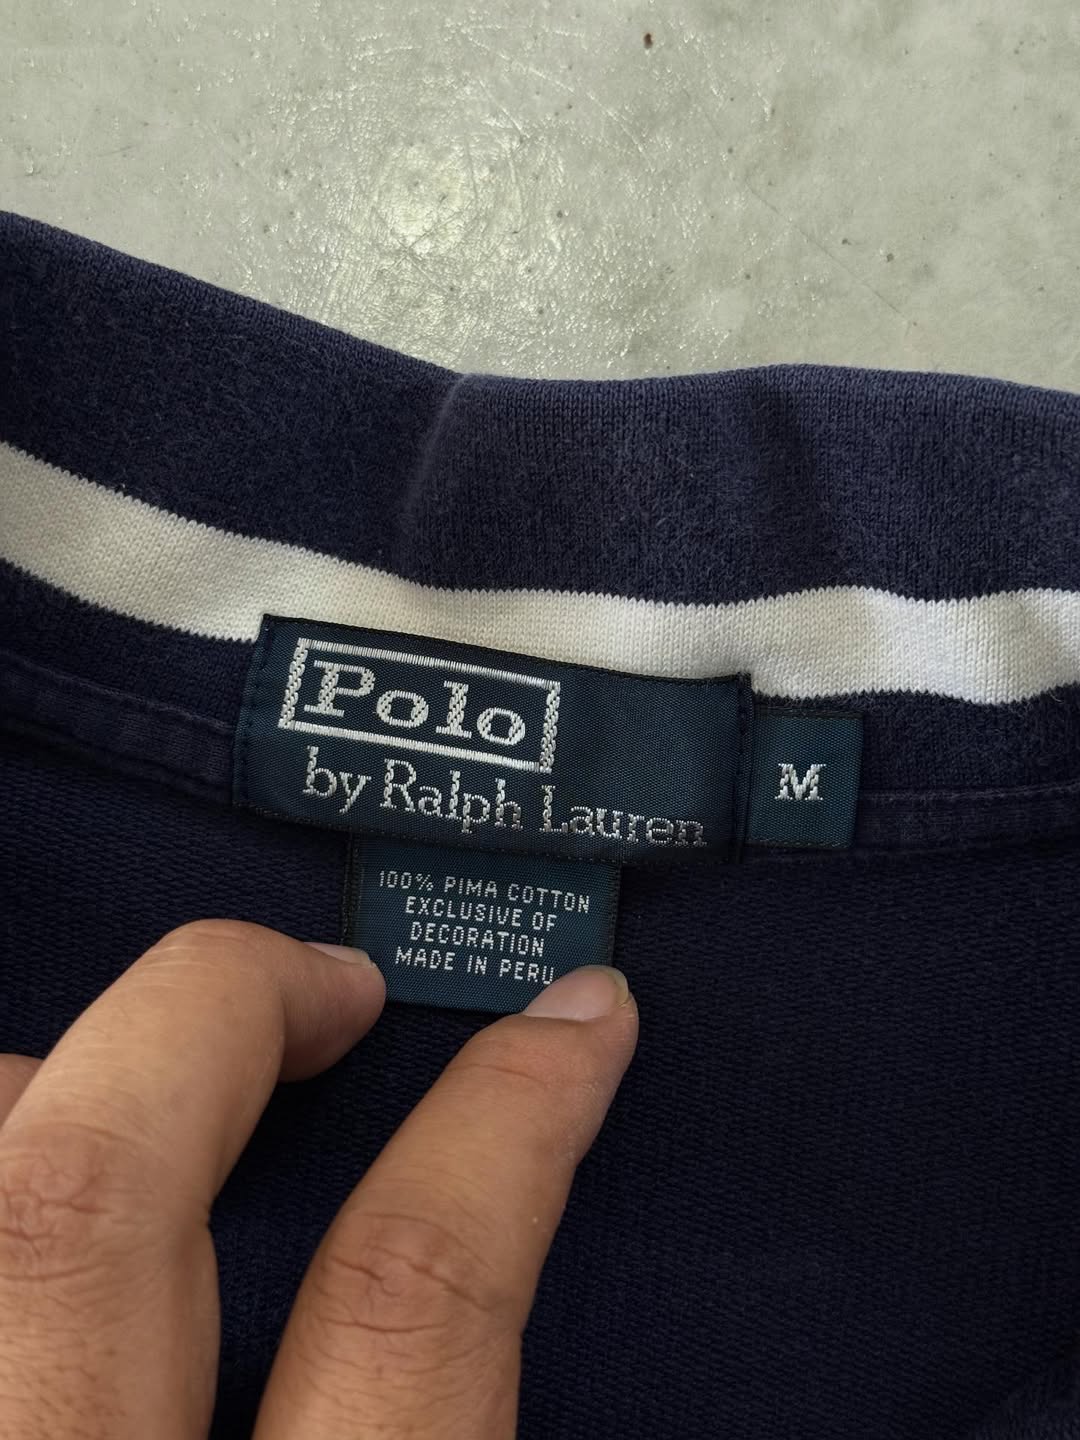 Polo
by Ralph Lauren
M
100% PIMA COTTON
EXCLUSIVE OF
DECORATION
MADE IN PERU